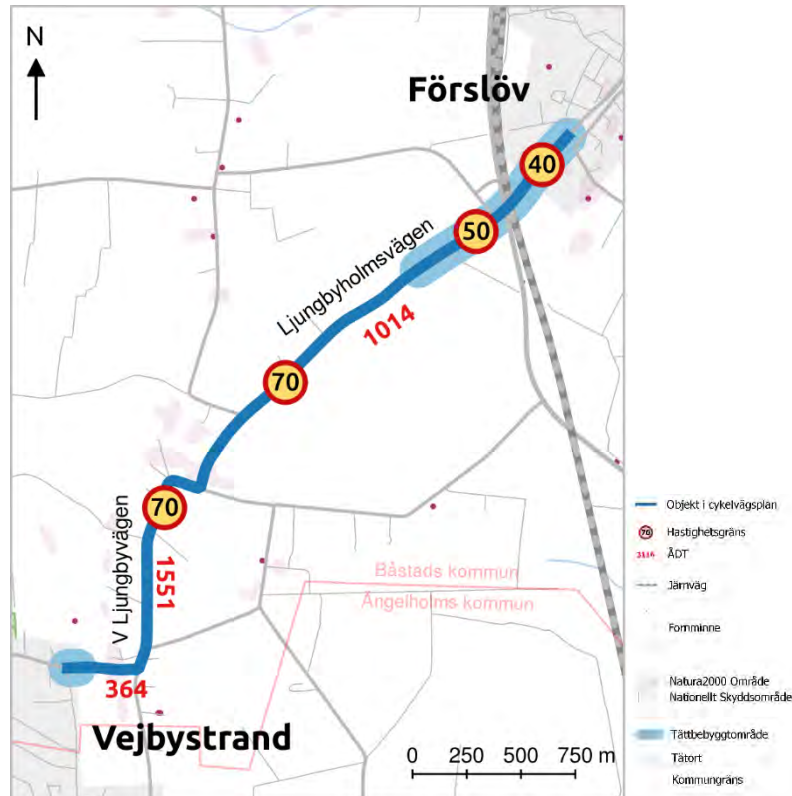 N
Förslöv
40
50
Ljungbyholmsvägen
1014
70
70
V Ljungbyvägen
1551
Båstads kommun
Ängelholms kommun
364
Vejbystrand
0 250 500 750 m
Objekt i cykelvägsplan
70 Hastighetsgräns
ÅDT
Järnväg
Fornminne
Natura2000 Område
Nationellt Skyddsområde
Tättbebyggtområde
Tätort
Kommungräns